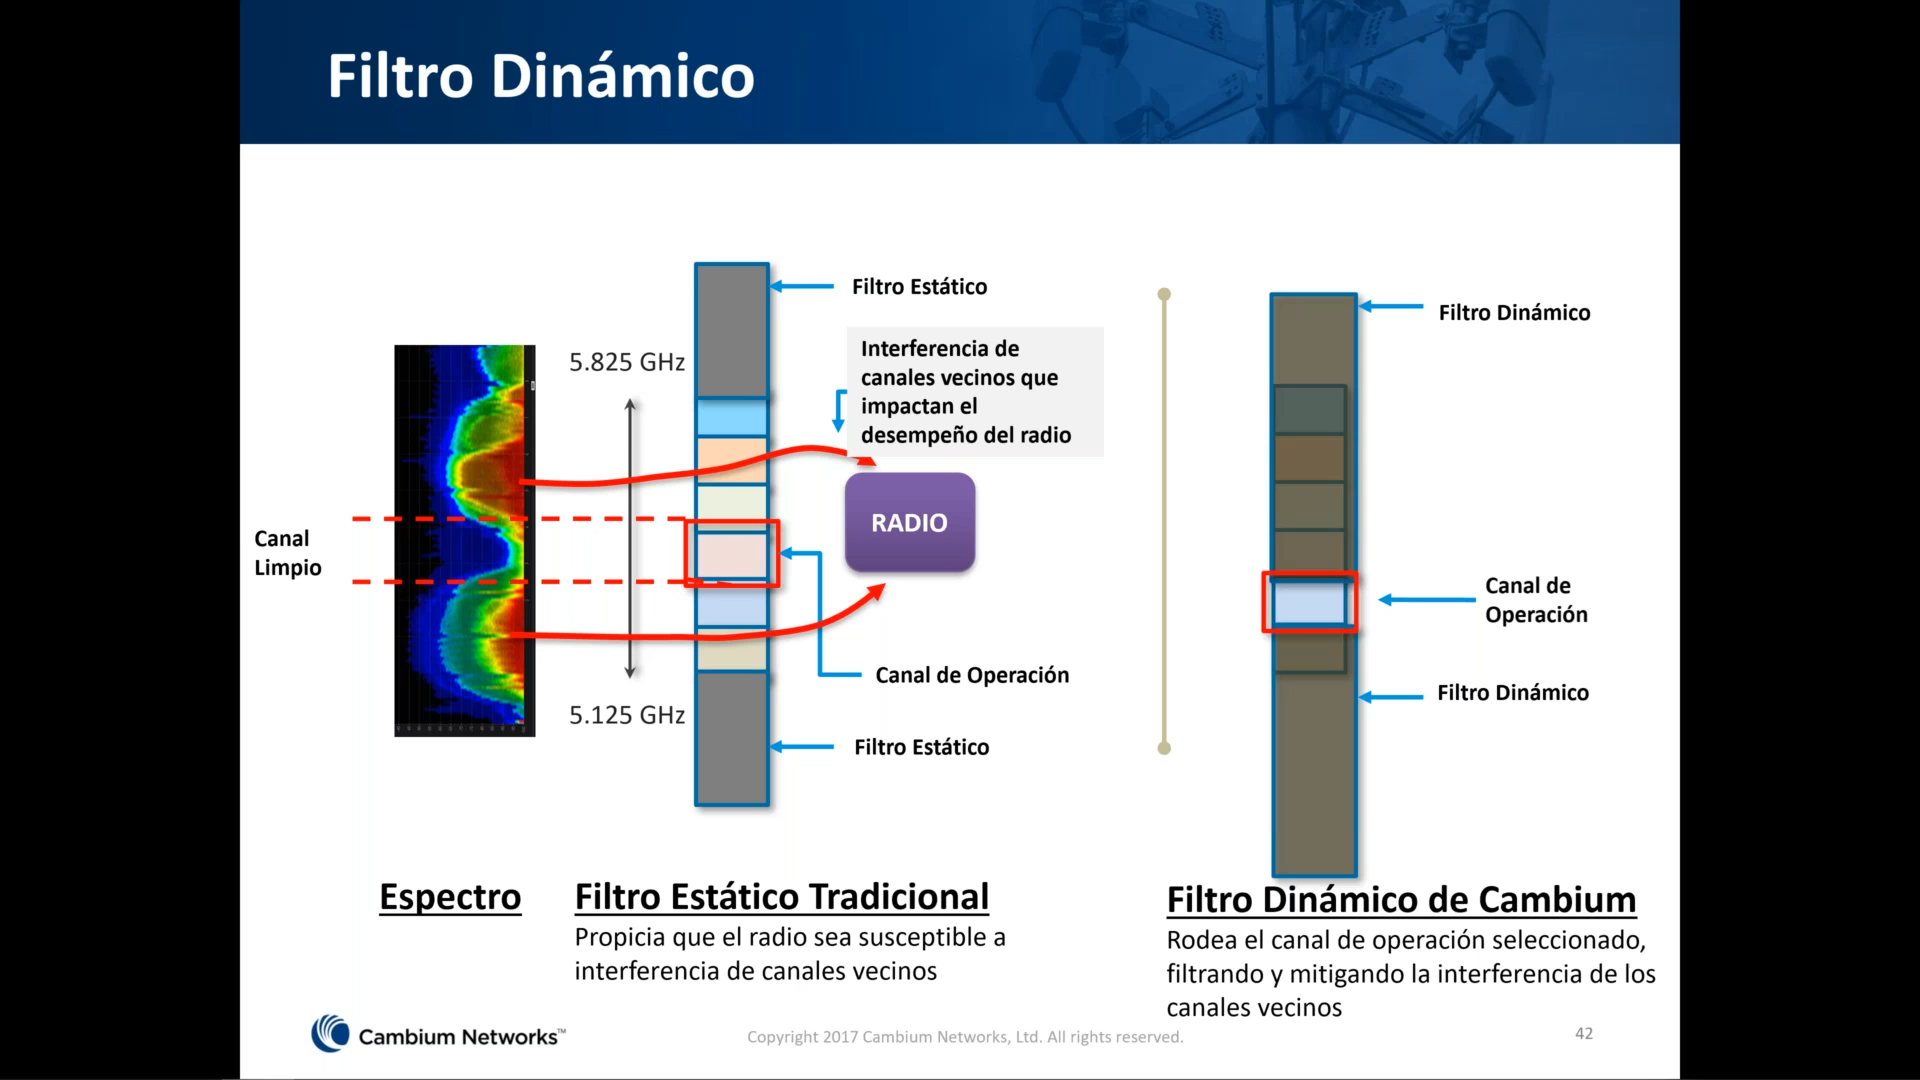 Filtro Dinámico
Filtro Estático
Filtro Dinámico
Interferencia de
canales vecinos que
impactan el
desempeño del radio
5.825 GHz
RADIO
Canal
Limpio
Canal de
Operación
Canal de Operación
Filtro Dinámico
5.125 GHz
Filtro Estático
Espectro
Filtro Estático Tradicional
Propicia que el radio sea susceptible a
interferencia de canales vecinos
Filtro Dinámico de Cambium
Rodea el canal de operación seleccionado,
filtrando y mitigando la interferencia de los
canales vecinos
Cambium Networks™
Copyright 2017 Cambium Networks, Ltd. All rights reserved.
42